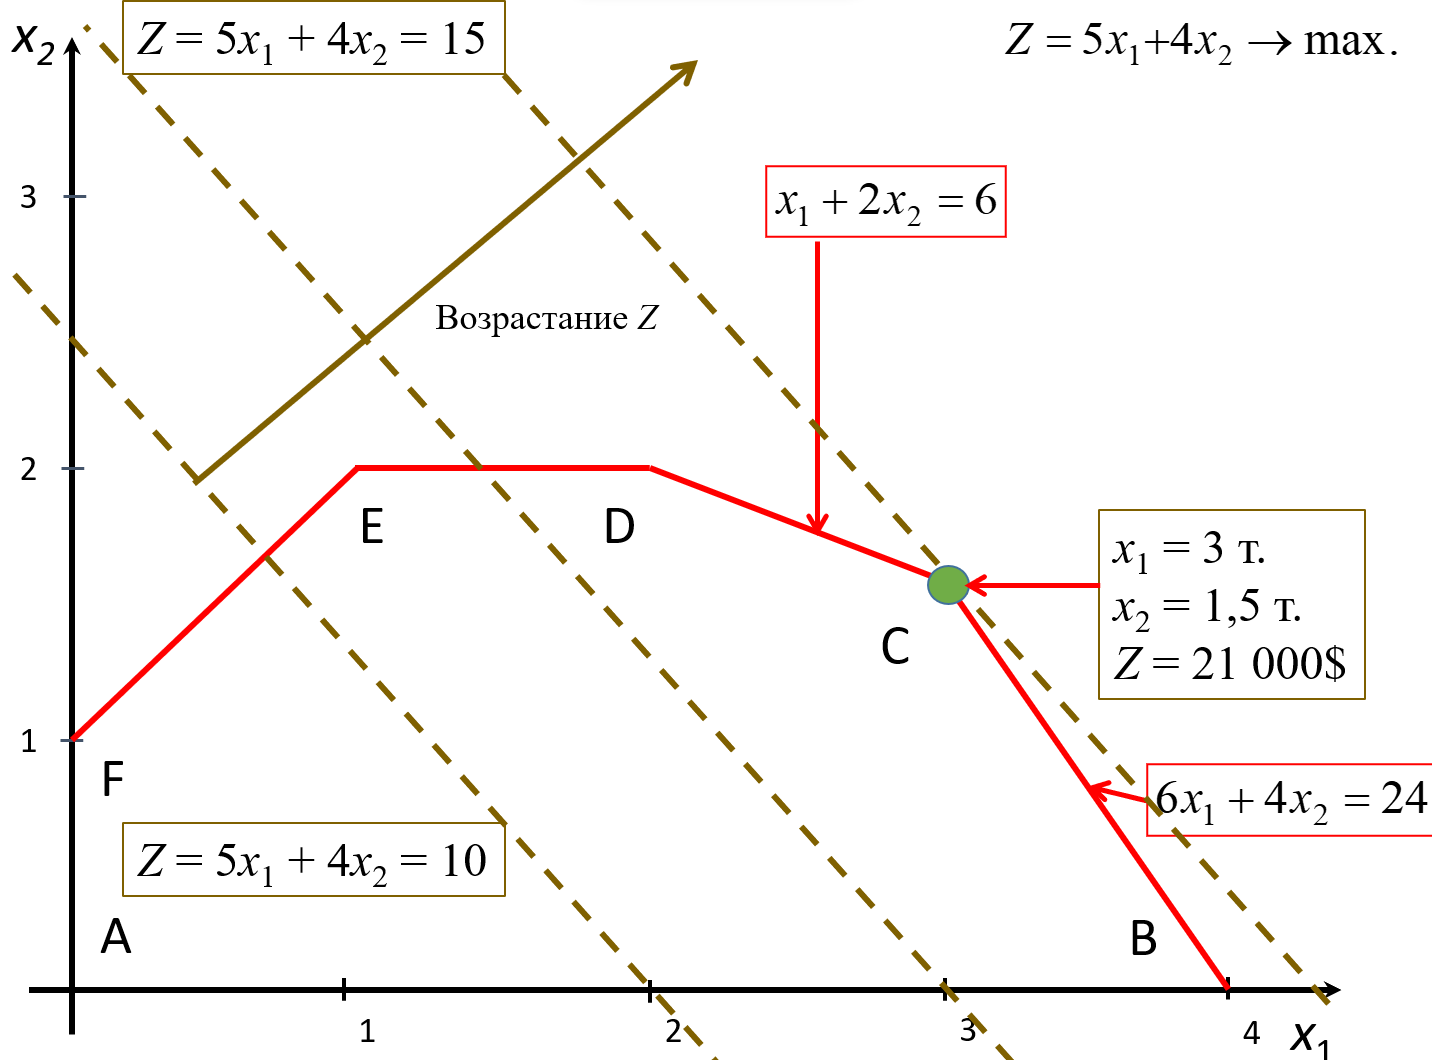 x₂
Z = 5x₁ + 4x₂ = 15
Z = 5x₁+4x₂ → max.
3
x₁ + 2x₂ = 6
Возрастание Z
2
E
D
x₁ = 3 т.
x₂ = 1,5 т.
Z = 21 000$
C
1
F
6x₁ + 4x₂ = 24
Z = 5x₁ + 4x₂ = 10
A
B
1
2
3
4
x₁